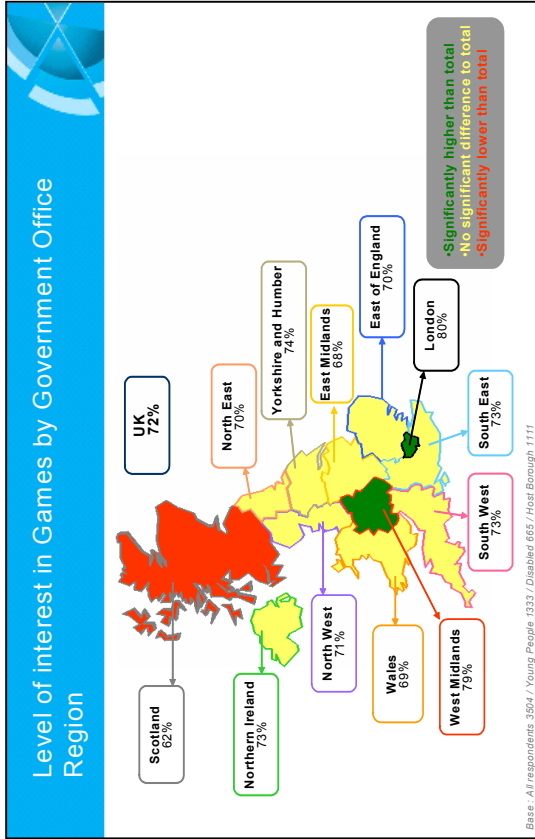 Level of interest in Games by Government Office
Region
UK
72%
Scotland
62%
North East
70%
Northern Ireland
73%
Yorkshire and Humber
74%
North West
71%
East Midlands
68%
East of England
70%
Wales
69%
West Midlands
79%
London
80%
South West
73%
South East
73%
•Significantly higher than total
•No significant difference to total
•Significantly lower than total
Base : All respondents 3504 / Young People 1333 / Disabled 665 / Host Borough 1111